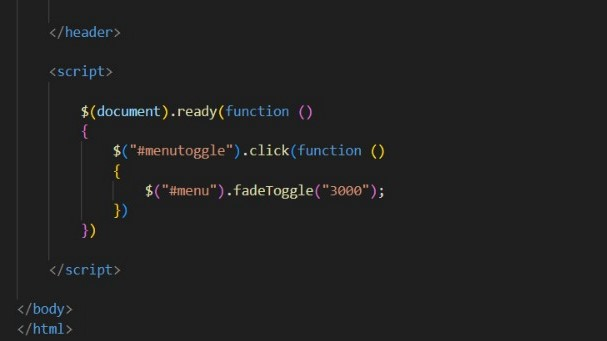 </header>
<script>
$(document).ready(function ()
{
$("#menutoggle").click(function ()
{
$("#menu").fadeToggle("3000");
})
})
</script>
</body>
</html>